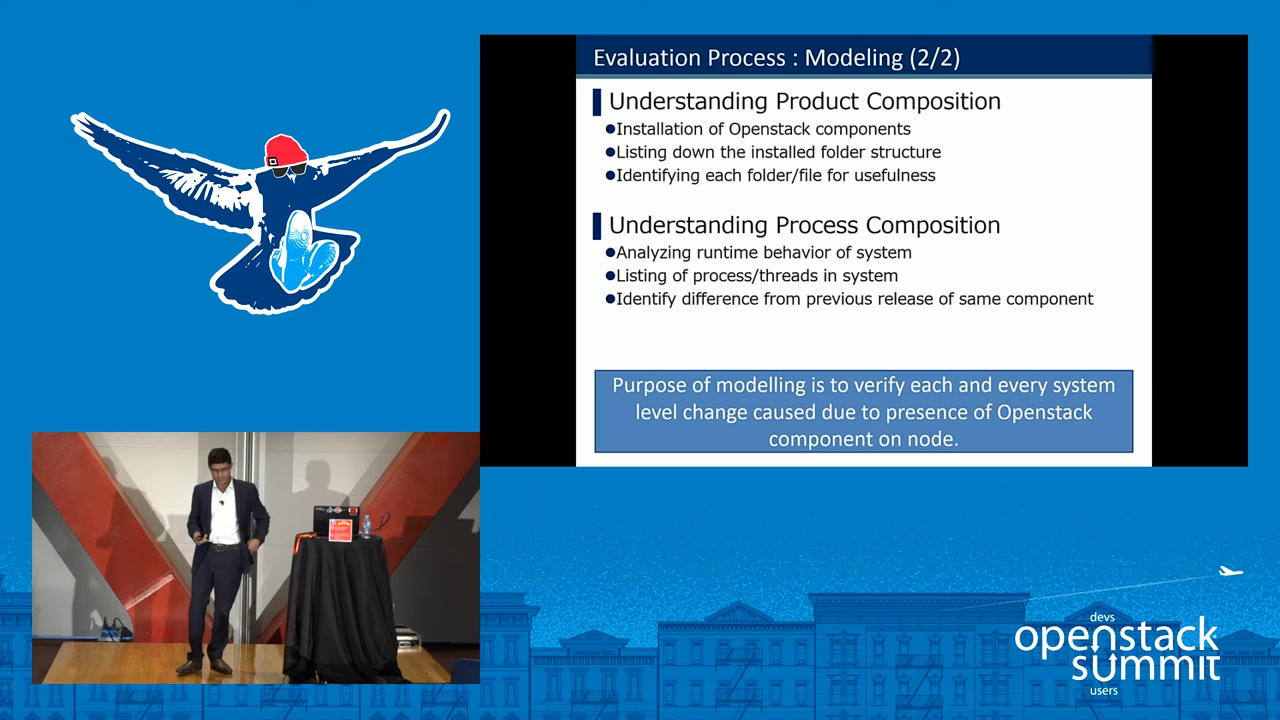 Evaluation Process : Modeling (2/2)
Understanding Product Composition
●Installation of Openstack components
●Listing down the installed folder structure
●Identifying each folder/file for usefulness
Understanding Process Composition
●Analyzing runtime behavior of system
●Listing of process/threads in system
●Identify difference from previous release of same component
Purpose of modelling is to verify each and every system
level change caused due to presence of Openstack
component on node.
devs
openstack
summit
users